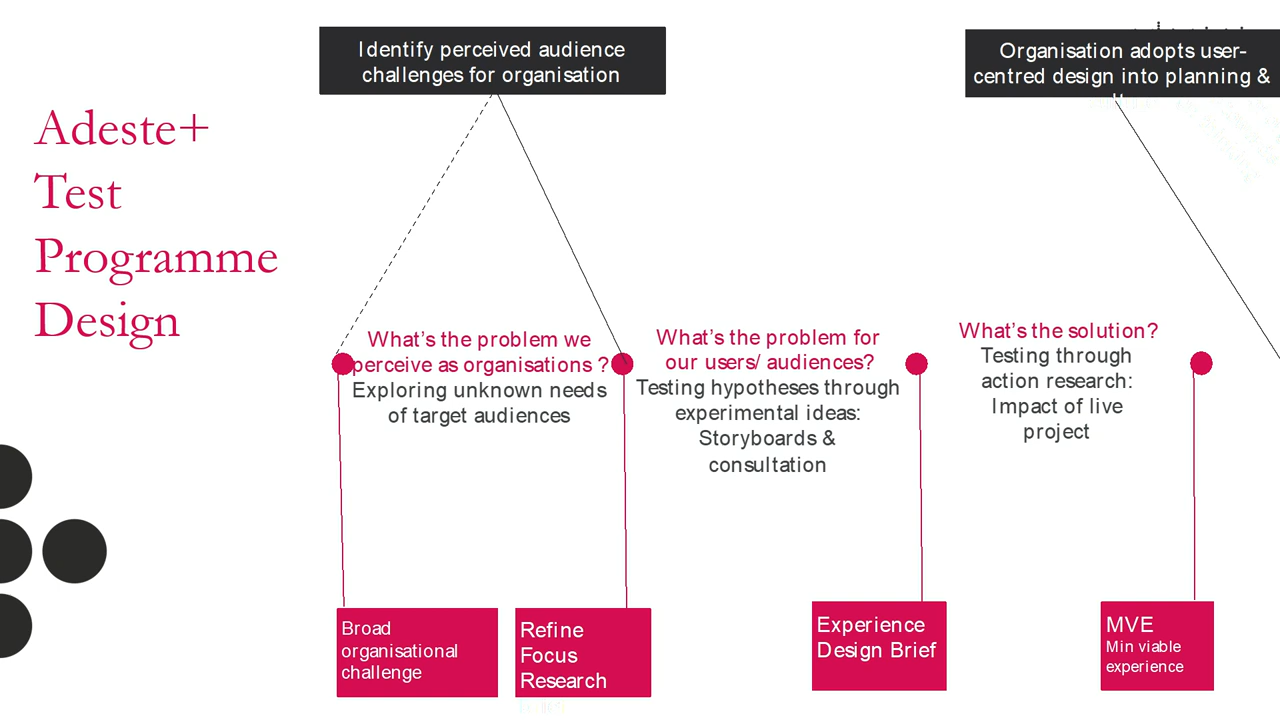 Adeste+
Test
Programme
Design
Identify perceived audience
challenges for organisation
Organisation adopts user-
centred design into planning &
What's the problem we
perceive as organisations ?
Exploring unknown needs
of target audiences
What's the problem for
our users/ audiences?
Testing hypotheses through
experimental ideas:
Storyboards &
consultation
What's the solution?
Testing through
action research:
Impact of live
project
Broad
organisational
challenge
Refine
Focus
Research
Experience
Design Brief
MVE
Min viable
experience